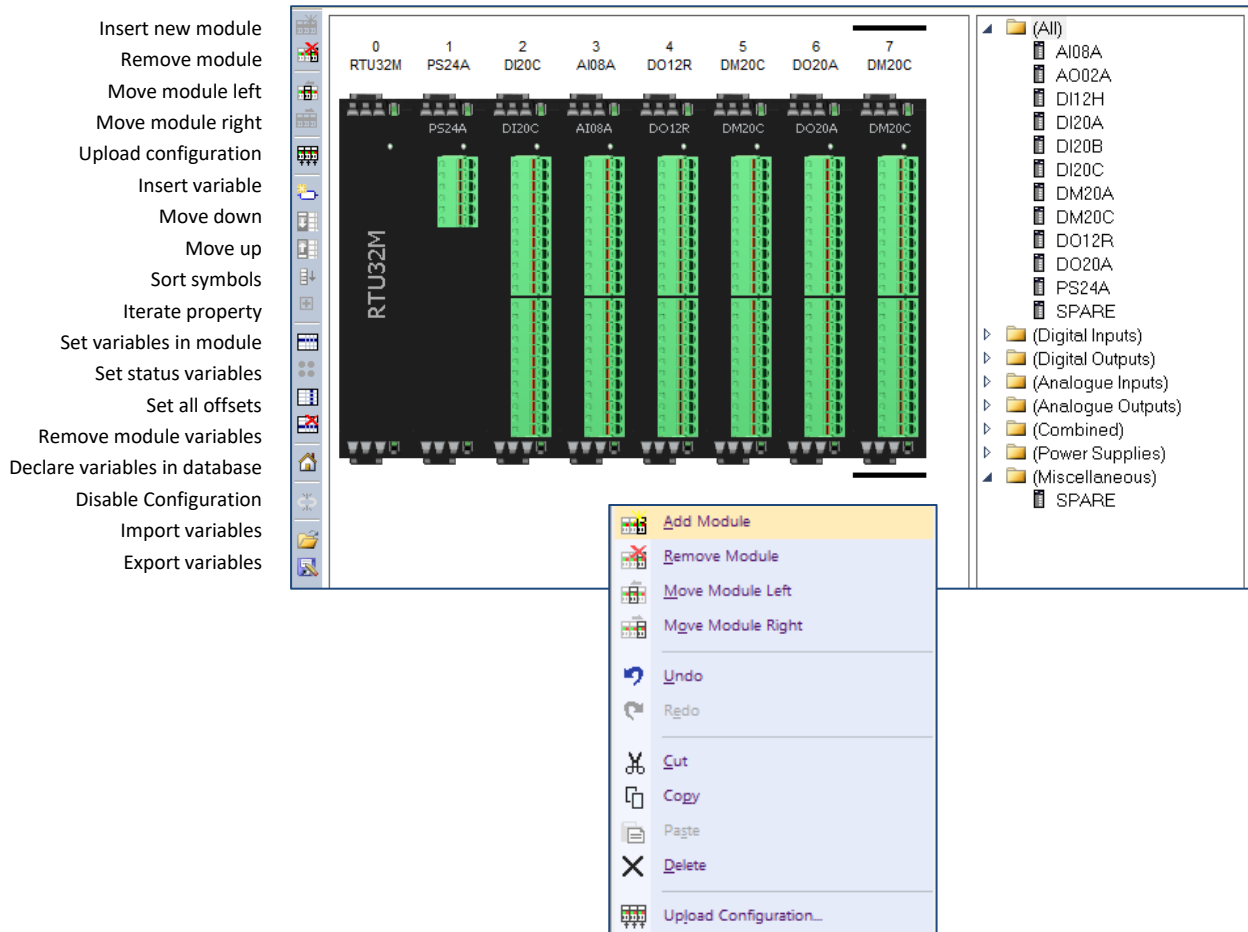 Insert new module
Remove module
Move module left
Move module right
Upload configuration
Insert variable
Move down
Move up
Sort symbols
Iterate property
Set variables in module
Set status variables
Set all offsets
Remove module variables
Declare variables in database
Disable Configuration
Import variables
Export variables
0 1 2 3 4 5 6 7
RTU32M PS24A DI20C AI08A DO12R DM20C DO20A DM20C
PS24A DI20C AI08A DO12R DM20C DO20A DM20C
RTU32M
(All)
AI08A
AO02A
DI12H
DI20A
DI20B
DI20C
DM20A
DM20C
DO12R
DO20A
PS24A
SPARE
(Digital Inputs)
(Digital Outputs)
(Analogue Inputs)
(Analogue Outputs)
(Combined)
(Power Supplies)
(Miscellaneous)
SPARE
Add Module
Remove Module
Move Module Left
Move Module Right
Undo
Redo
Cut
Copy
Paste
Delete
Upload Configuration...